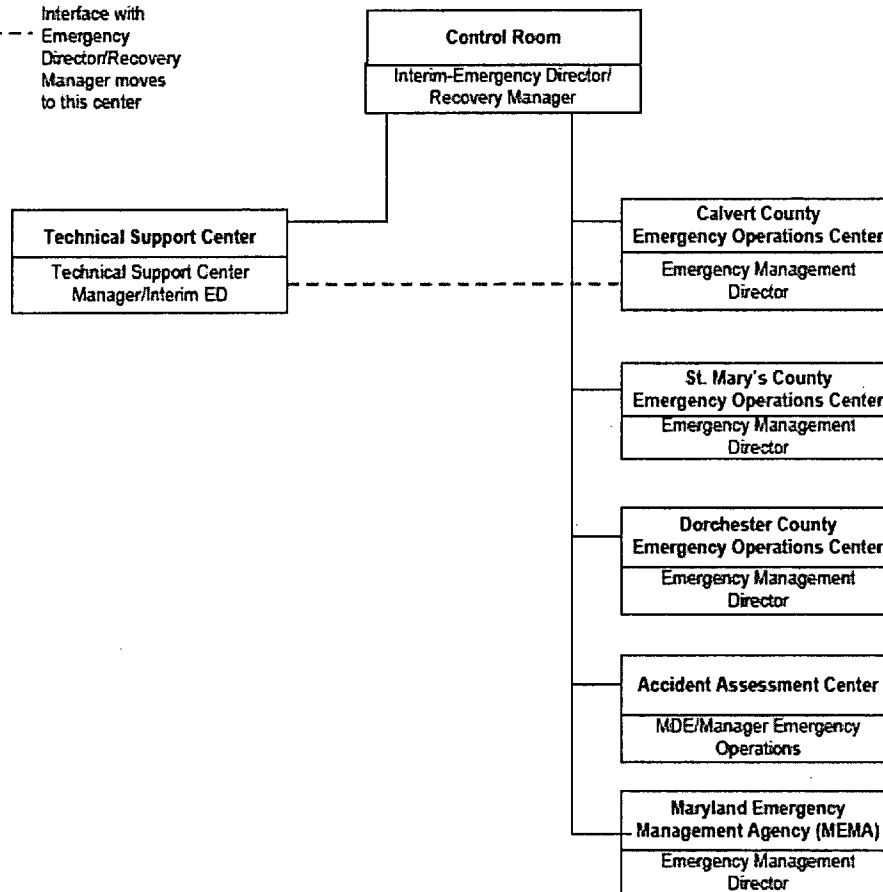 Interface with
Emergency
Director/Recovery
Manager moves
to this center
Control Room
Interim-Emergency Director/
Recovery Manager
Technical Support Center
Technical Support Center
Manager/Interim ED
Calvert County
Emergency Operations Center
Emergency Management
Director
St. Mary's County
Emergency Operations Center
Emergency Management
Director
Dorchester County
Emergency Operations Center
Emergency Management
Director
Accident Assessment Center
MDE/Manager Emergency
Operations
Maryland Emergency
Management Agency (MEMA)
Emergency Management
Director